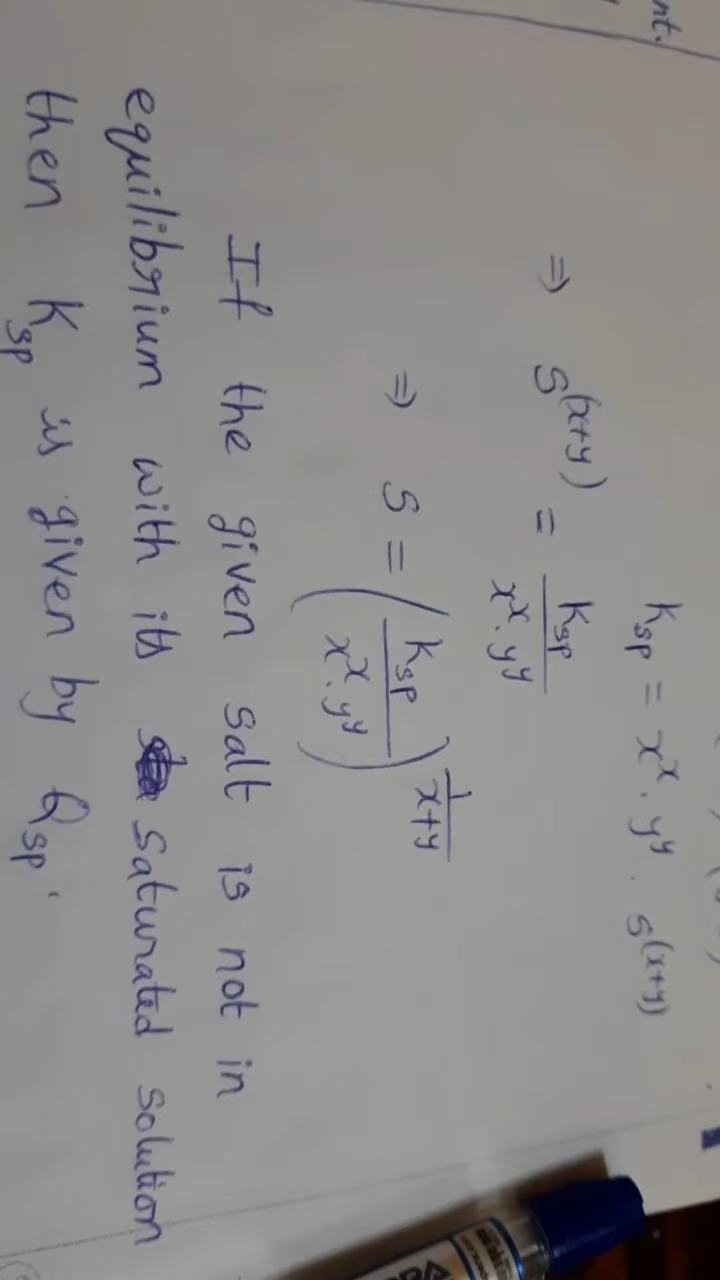 nt.
Ksp = x^x . y^y . S^(x+y)
⇒ S^(x+y) = Ksp / x^x . y^y
⇒ S = (Ksp / x^x . y^y)^1/x+y
If the given salt is not in
equilibrium with its saturated solution
then Ksp is given by Qsp.